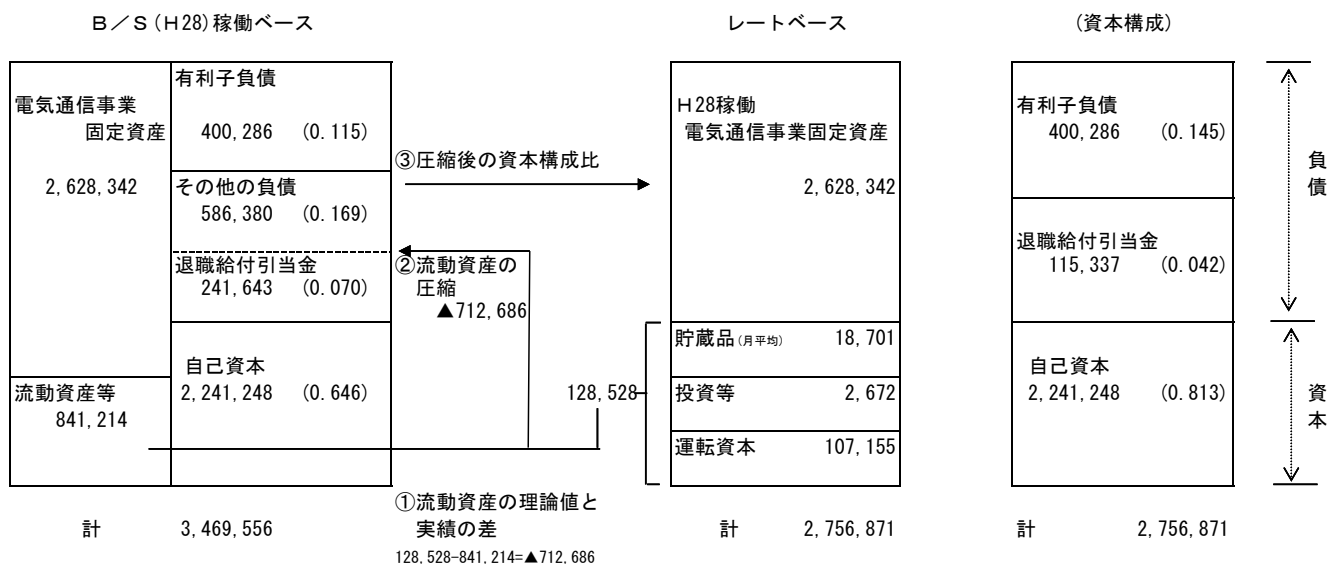 B／S(H28)稼働ベース
電気通信事業
固定資産
2,628,342
流動資産等
841,214
有利子負債
400,286 (0.115)
その他の負債
586,380 (0.169)
退職給付引当金
241,643 (0.070)
自己資本
2,241,248 (0.646)
計 3,469,556
③圧縮後の資本構成比
②流動資産の
圧縮
▲712,686
①流動資産の理論値と
実績の差
128,528-841,214=▲712,686
128,528
レートベース
H28稼働
電気通信事業固定資産
2,628,342
貯蔵品(月平均) 18,701
投資等 2,672
運転資本 107,155
計 2,756,871
(資本構成)
有利子負債
400,286 (0.145)
退職給付引当金
115,337 (0.042)
自己資本
2,241,248 (0.813)
計 2,756,871
負債
資本